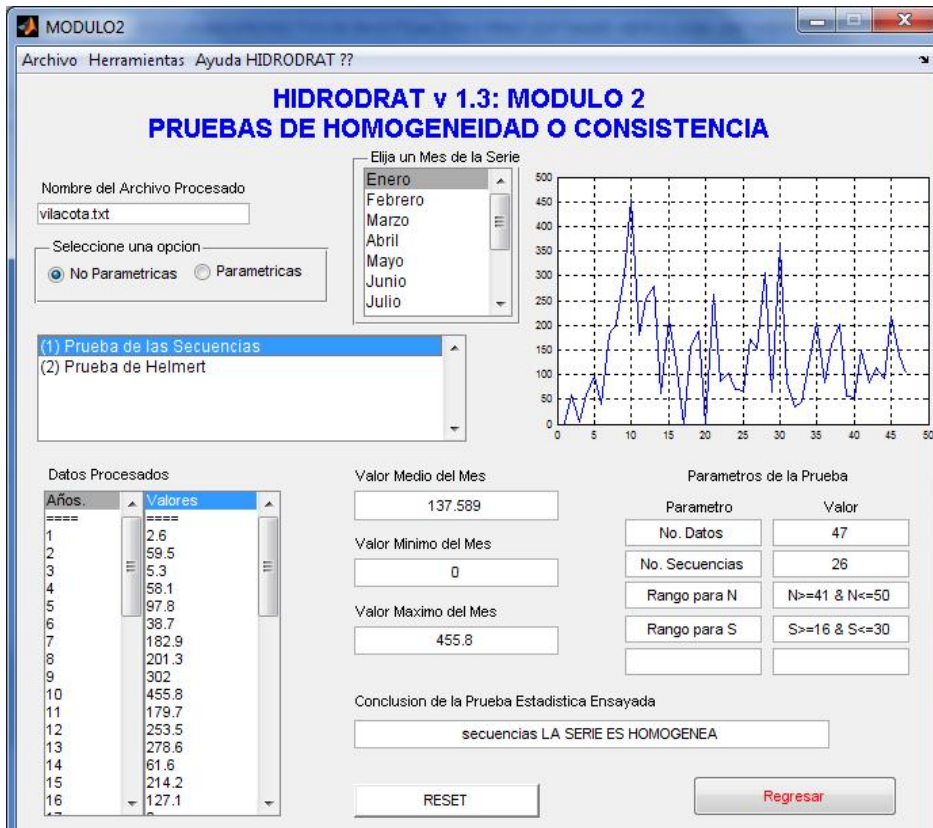 MODULO2
Archivo Herramientas Ayuda HIDRODRAT ??
HIDRODRAT v 1.3: MODULO 2
PRUEBAS DE HOMOGENEIDAD O CONSISTENCIA
Nombre del Archivo Procesado
vilacota.txt
Seleccione una opcion
No Parametricas Parametricas
Elija un Mes de la Serie
Enero
Febrero
Marzo
Abril
Mayo
Junio
Julio
500
450
400
350
300
250
200
150
100
50
0
0 5 10 15 20 25 30 35 40 45 50
(1) Prueba de las Secuencias
(2) Prueba de Helmert
Datos Procesados
Años. Valores
==== ====
1 2.6
2 59.5
3 5.3
4 58.1
5 97.8
6 38.7
7 182.9
8 201.3
9 302
10 455.8
11 179.7
12 253.5
13 278.6
14 61.6
15 214.2
16 127.1
Valor Medio del Mes
137.589
Valor Minimo del Mes
0
Valor Maximo del Mes
455.8
Parametros de la Prueba
Parametro Valor
No. Datos 47
No. Secuencias 26
Rango para N N>=41 & N<=50
Rango para S S>=16 & S<=30
Conclusion de la Prueba Estadistica Ensayada
secuencias LA SERIE ES HOMOGENEA
RESET
Regresar